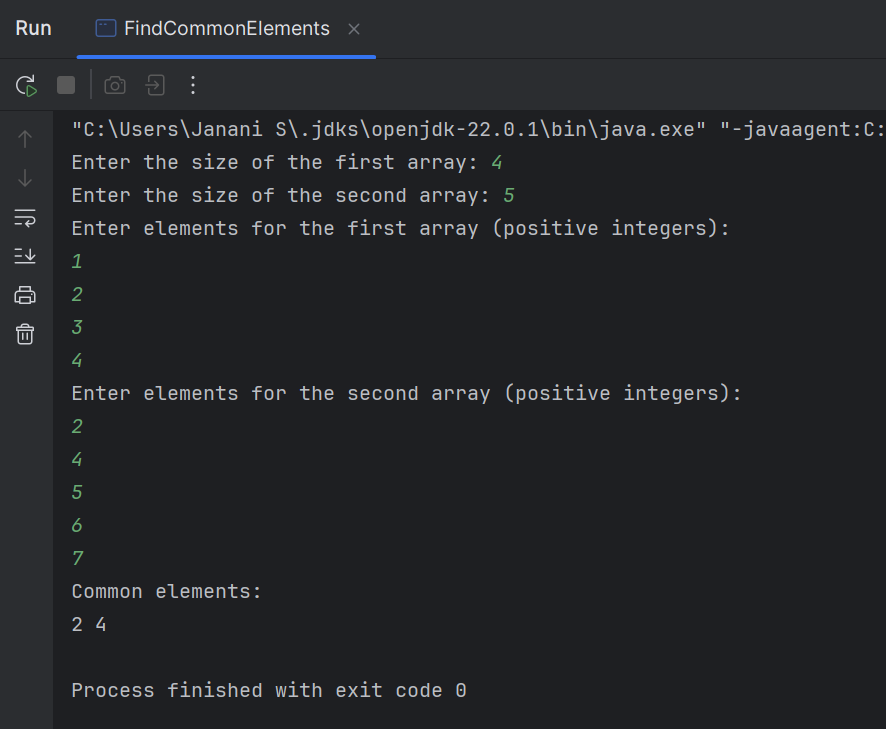 Run FindCommonElements
"C:\Users\Janani S\.jdks\openjdk-22.0.1\bin\java.exe" "-javaagent:C:
Enter the size of the first array: 4
Enter the size of the second array: 5
Enter elements for the first array (positive integers):
1
2
3
4
Enter elements for the second array (positive integers):
2
4
5
6
7
Common elements:
2 4
Process finished with exit code 0